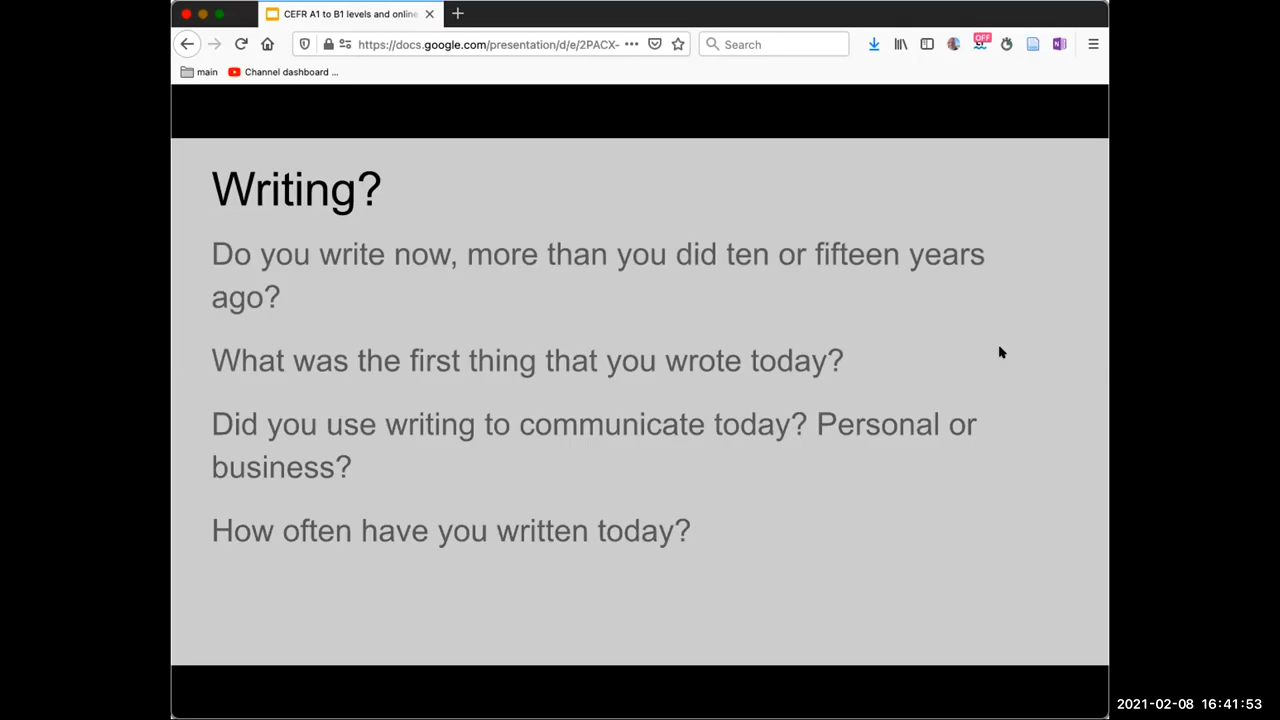 CEFR A1 to B1 levels and online
https://docs.google.com/presentation/d/e/2PACX-
Search
OFF
main
Channel dashboard ...
Writing?
Do you write now, more than you did ten or fifteen years
ago?
What was the first thing that you wrote today?
Did you use writing to communicate today? Personal or
business?
How often have you written today?
2021-02-08 16:41:53